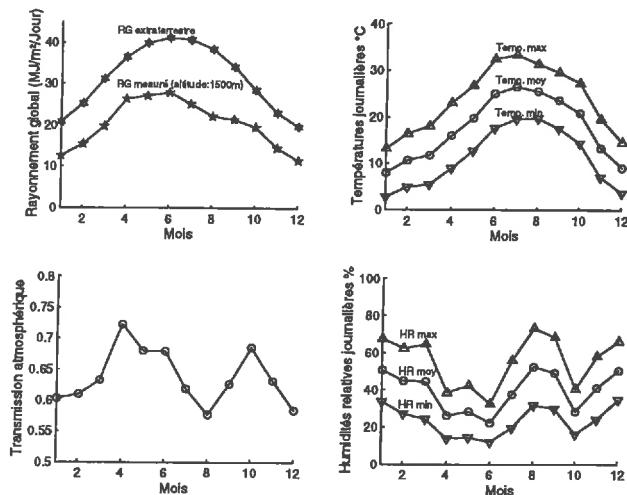 Rayonnement global (MJ/m²/Jour)
40
30
20
10
0
RG extraterrestre
RG mesuré (altitude:1500m)
2 4 6 8 10 12
Mois
Températures journalières °C
40
30
20
10
0
Temp. max
Temp. moy
Temp. min
2 4 6 8 10 12
Mois
Transmission atmosphérique
0.8
0.75
0.7
0.65
0.6
0.55
0.5
2 4 6 8 10 12
Mois
Humidités relatives journalières %
100
80
60
40
20
0
HR max
HR moy
HR min
2 4 6 8 10 12
Mois